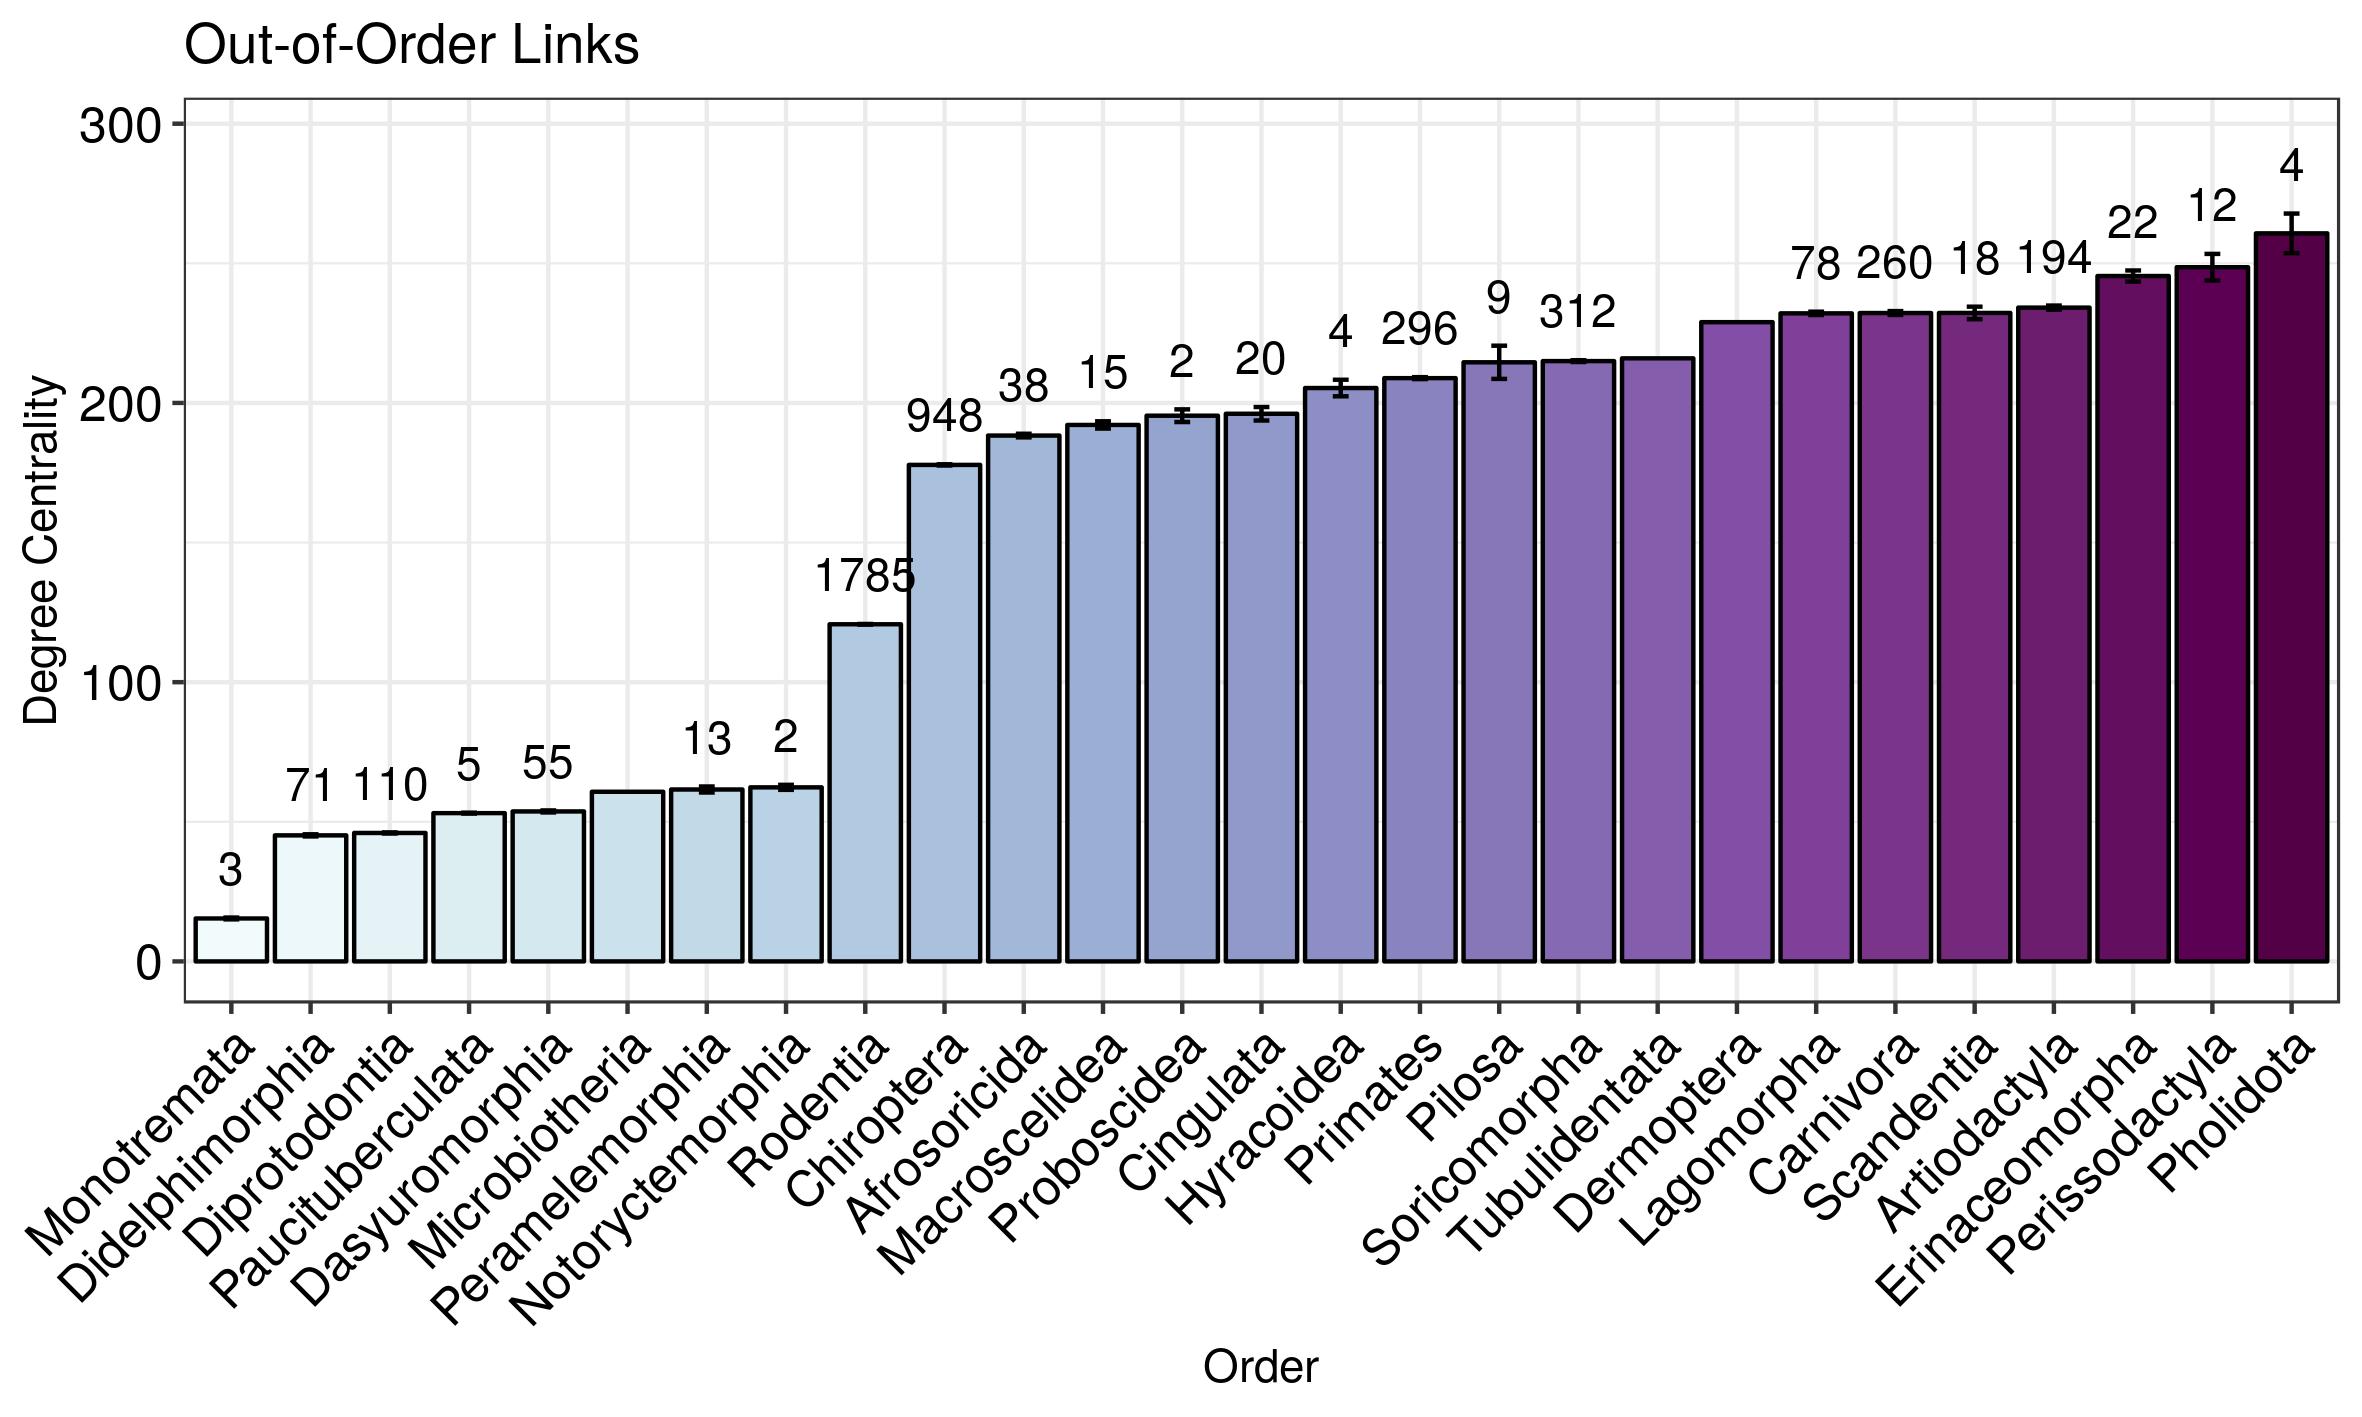 Out-of-Order Links
Degree Centrality
300
200
100
0
3
71
110
5
55
13
2
1785
948
38
15
2
20
4
296
9
312
78
260
18
194
22
12
4
Monotremata
Didelphimorphia
Diprotodontia
Paucituberculata
Dasyuromorphia
Microbiotheria
Peramelemorphia
Notoryctemorphia
Rodentia
Chiroptera
Afrosoricida
Macroscelidea
Proboscidea
Cingulata
Hyracoidea
Primates
Pilosa
Soricomorpha
Tubulidentata
Dermoptera
Lagomorpha
Carnivora
Scandentia
Artiodactyla
Erinaceomorpha
Perissodactyla
Pholidota
Order